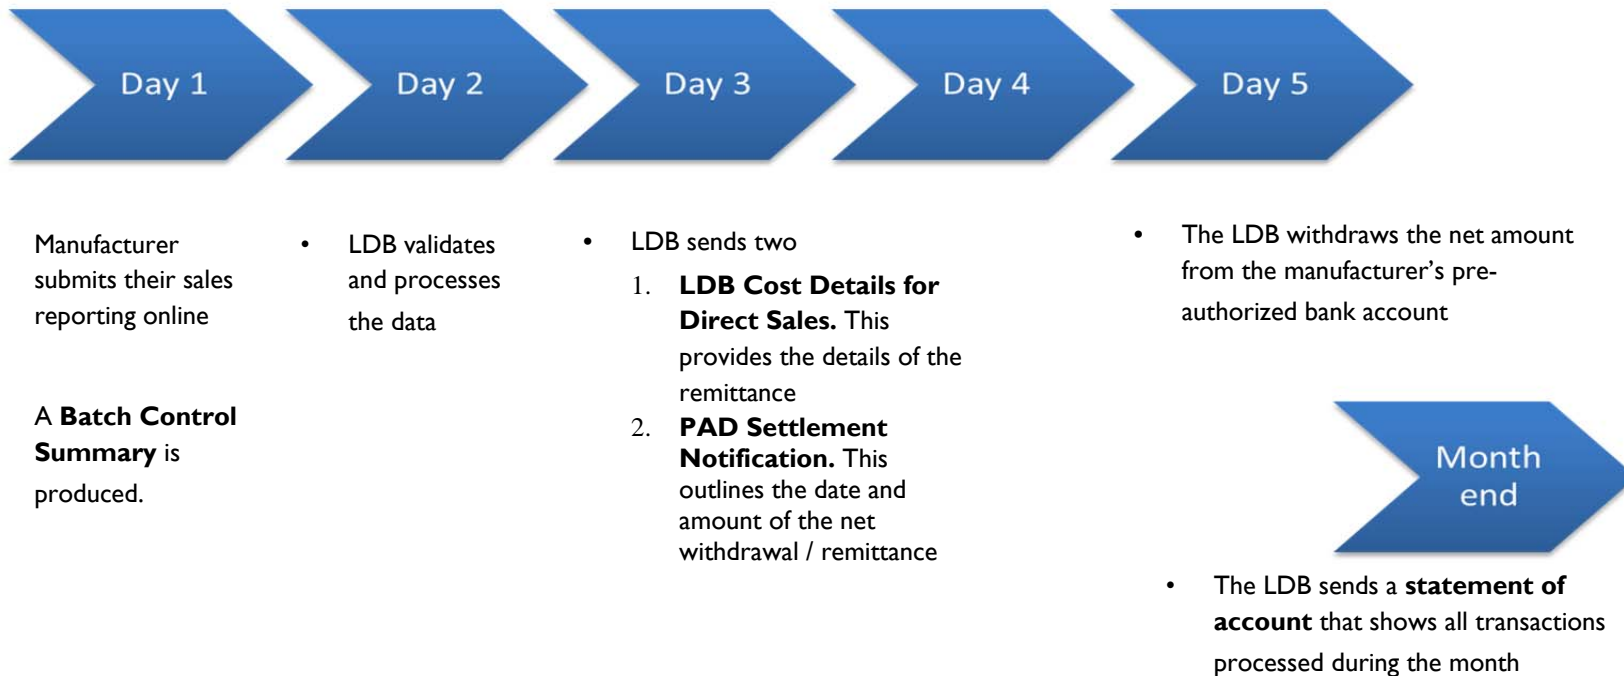 Day 1
Day 2
Day 3
Day 4
Day 5
Manufacturer
submits their sales
reporting online
A Batch Control
Summary is
produced.
• LDB validates
and processes
the data
• LDB sends two
1. LDB Cost Details for
Direct Sales. This
provides the details of the
remittance
2. PAD Settlement
Notification. This
outlines the date and
amount of the net
withdrawal / remittance
• The LDB withdraws the net amount
from the manufacturer’s pre-
authorized bank account
Month
end
• The LDB sends a statement of
account that shows all transactions
processed during the month